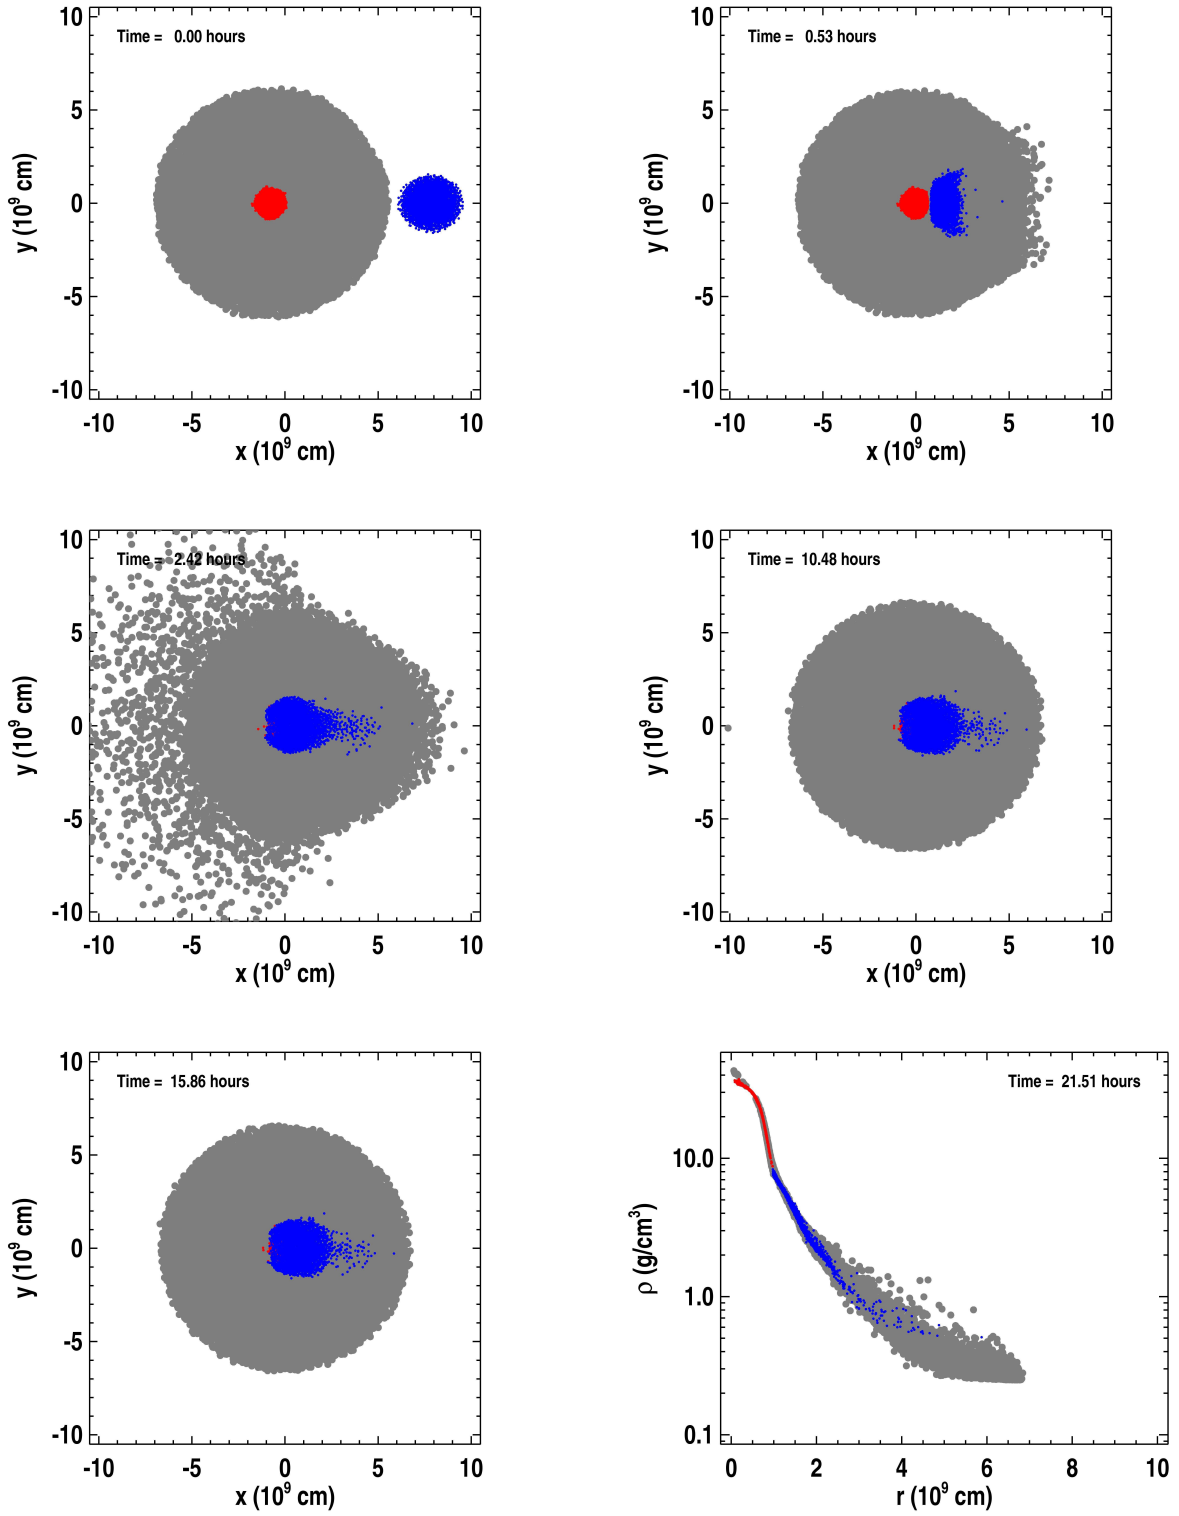 10
5
0
-5
-10
y (10⁹ cm)
Time = 0.00 hours
-10 -5 0 5 10
x (10⁹ cm)
10
5
0
-5
-10
y (10⁹ cm)
Time = 0.53 hours
-10 -5 0 5 10
x (10⁹ cm)
10
5
0
-5
-10
y (10⁹ cm)
Time = 2.42 hours
-10 -5 0 5 10
x (10⁹ cm)
10
5
0
-5
-10
y (10⁹ cm)
Time = 10.48 hours
-10 -5 0 5 10
x (10⁹ cm)
10
5
0
-5
-10
y (10⁹ cm)
Time = 15.86 hours
-10 -5 0 5 10
x (10⁹ cm)
10.0
1.0
0.1
ρ (g/cm³)
Time = 21.51 hours
0 2 4 6 8 10
r (10⁹ cm)